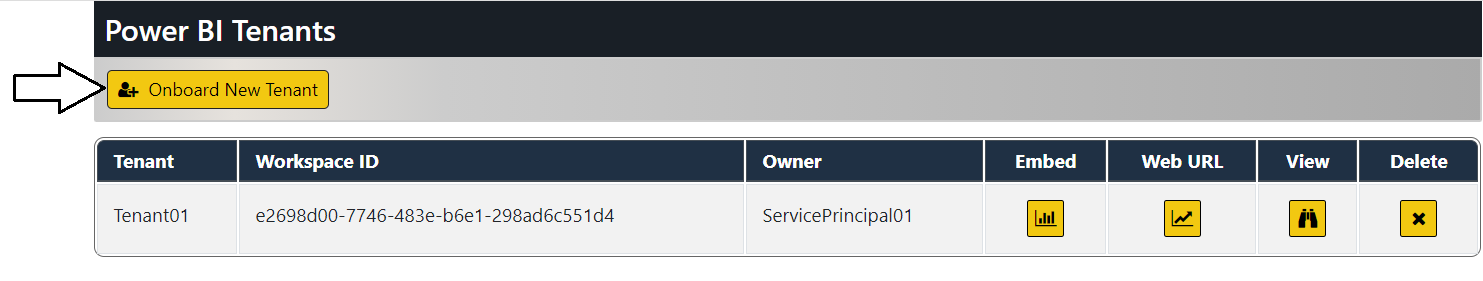 Power BI Tenants
Onboard New Tenant
Tenant Workspace ID Owner Embed Web URL View Delete
Tenant01 e2698d00-7746-483e-b6e1-298ad6c551d4 ServicePrincipal01